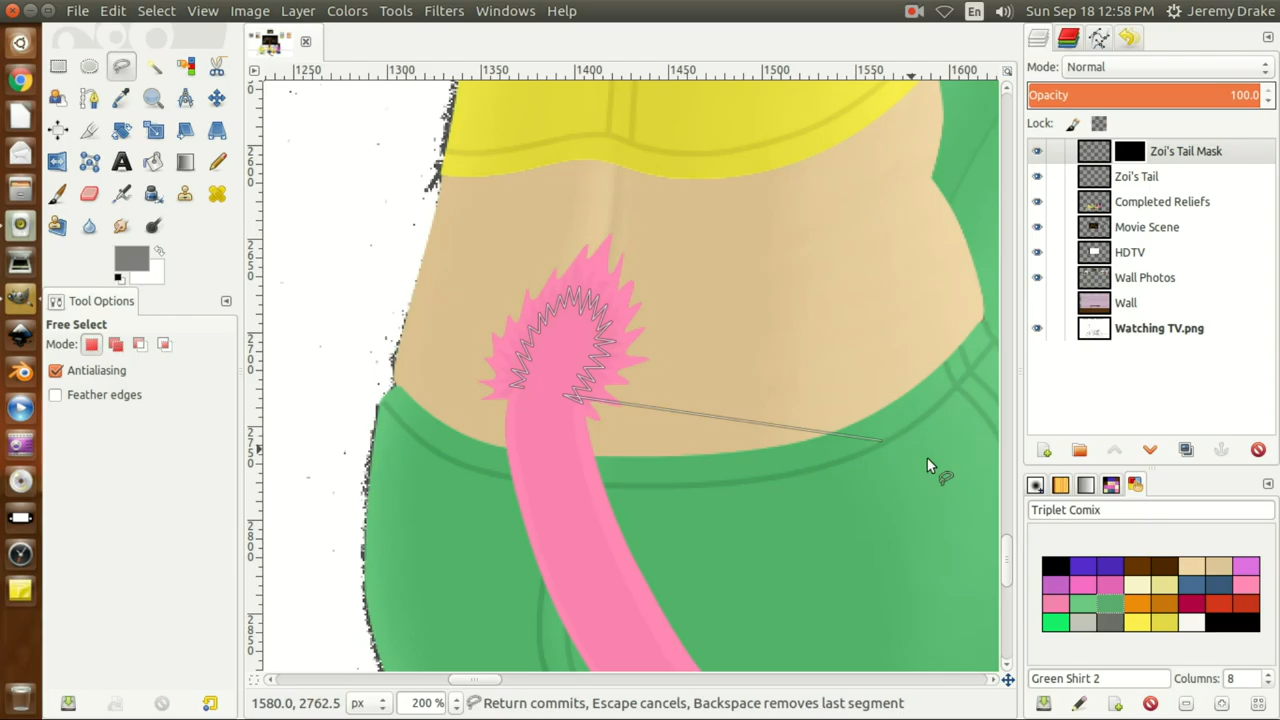 File Edit Select View Image Layer Colors Tools Filters Windows Help
En Sun Sep 18 12:58 PM Jeremy Drake
Mode: Normal
Opacity 100.0
Lock:
Zoi's Tail Mask
Zoi's Tail
Completed Reliefs
Movie Scene
HDTV
Wall Photos
Wall
Watching TV.png
1250 1300 1350 1400 1450 1500 1550 1600
Tool Options
Free Select
Mode:
Antialiasing
Feather edges
Triplet Comix
Green Shirt 2 Columns: 8
1580.0, 2762.5 px 200 % Return commits, Escape cancels, Backspace removes last segment